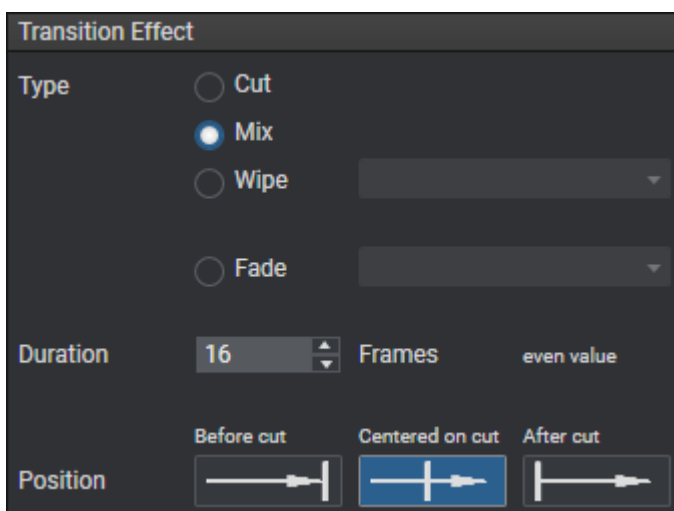 Transition Effect
Type Cut
Mix
Wipe
Fade
Duration 16 Frames even value
Before cut Centered on cut After cut
Position